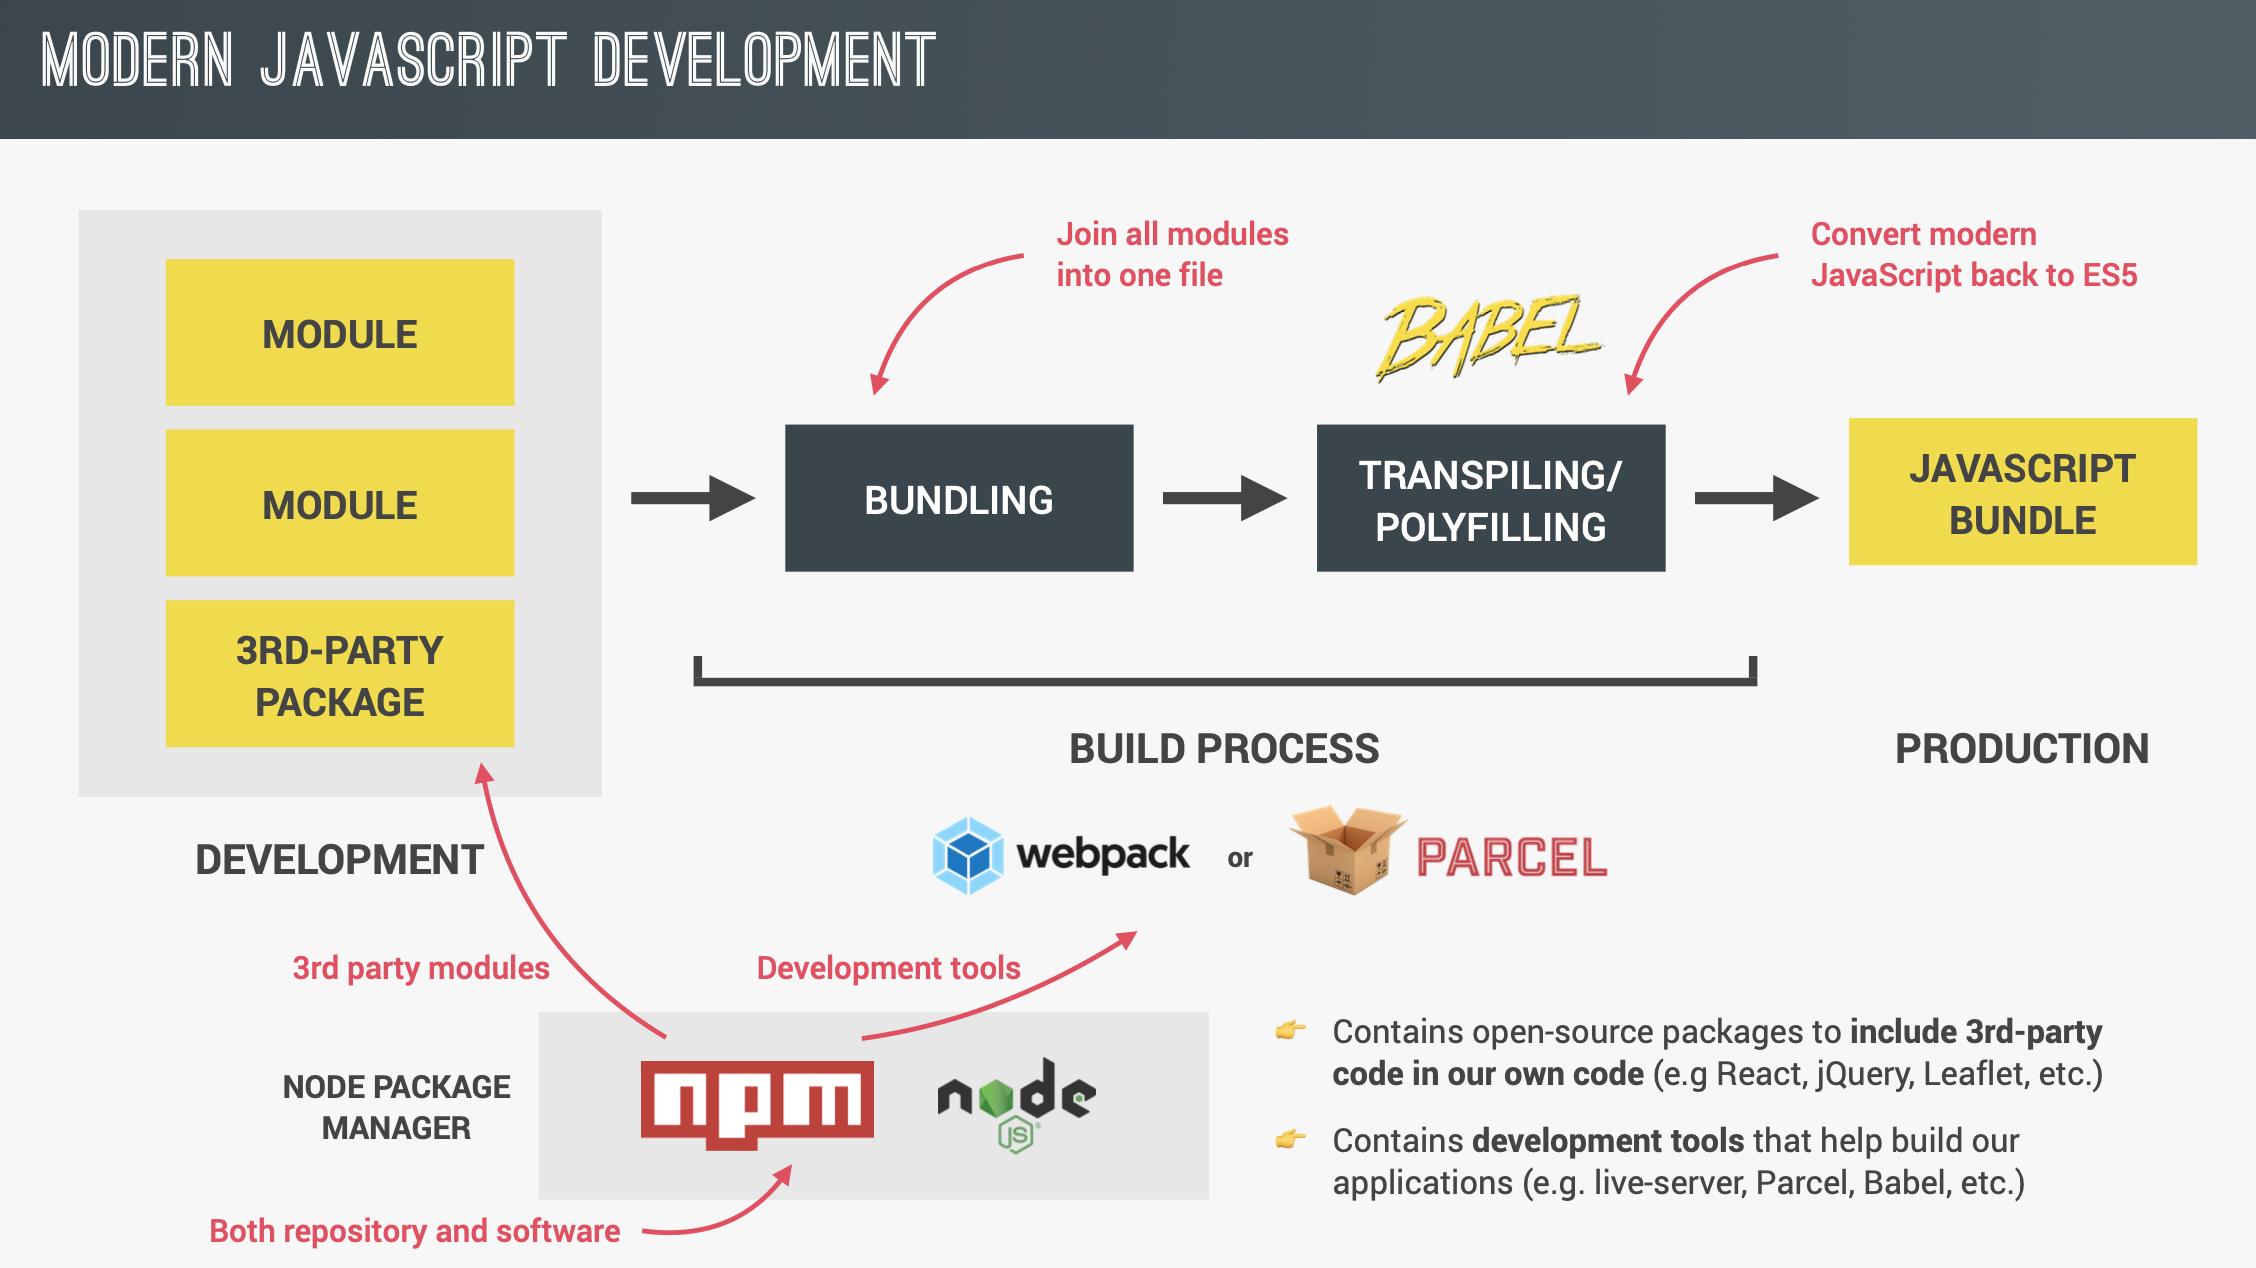 MODERN JAVASCRIPT DEVELOPMENT
MODULE
MODULE
3RD-PARTY
PACKAGE
DEVELOPMENT
Join all modules
into one file
BUNDLING
BABEL
Convert modern
JavaScript back to ES5
TRANSPILING/
POLYFILLING
JAVASCRIPT
BUNDLE
BUILD PROCESS
PRODUCTION
webpack
or
PARCEL
3rd party modules
Development tools
NODE PACKAGE
MANAGER
npm
node
JS
Both repository and software
👉 Contains open-source packages to include 3rd-party
code in our own code (e.g React, jQuery, Leaflet, etc.)
👉 Contains development tools that help build our
applications (e.g. live-server, Parcel, Babel, etc.)